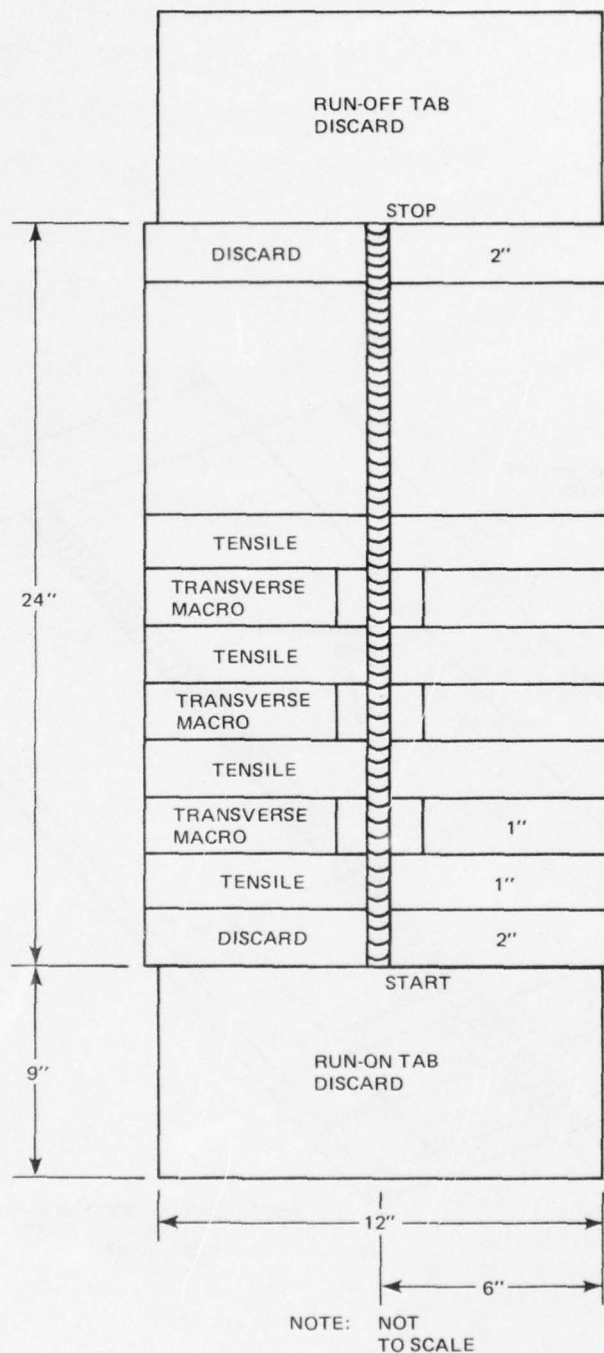 RUN-OFF TAB
DISCARD
STOP
DISCARD
2"
TENSILE
TRANSVERSE
MACRO
24"
TENSILE
TRANSVERSE
MACRO
TENSILE
TRANSVERSE
MACRO
1"
TENSILE
1"
DISCARD
2"
START
RUN-ON TAB
DISCARD
9"
12"
6"
NOTE: NOT
TO SCALE